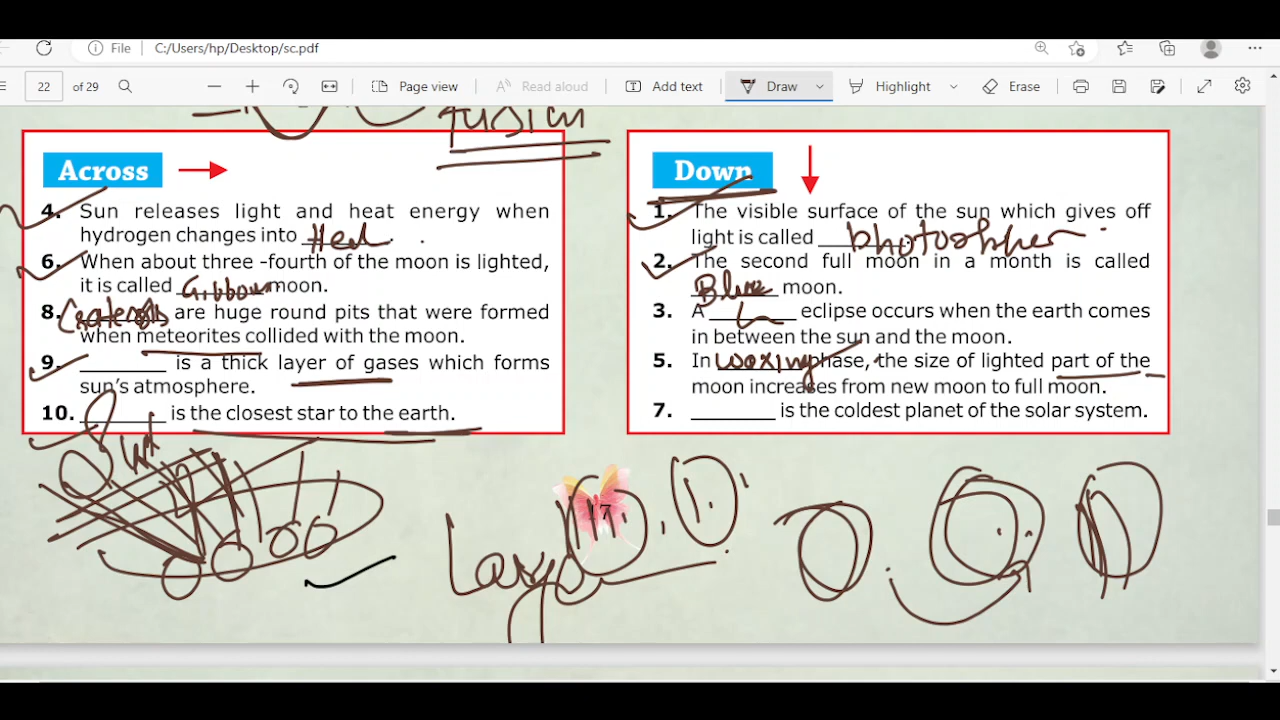 File C:/Users/hp/Desktop/sc.pdf
22 of 29 Page view Read aloud Add text Draw Highlight Erase
fusion
Across
4. Sun releases light and heat energy when
hydrogen changes into Hel.
6. When about three -fourth of the moon is lighted,
it is called Gibbous moon.
8. Craters are huge round pits that were formed
when meteorites collided with the moon.
9. ________ is a thick layer of gases which forms
sun's atmosphere.
10. Sun is the closest star to the earth.
Down
1. The visible surface of the sun which gives off
light is called photospher.
2. The second full moon in a month is called
Blue moon.
3. A ________ eclipse occurs when the earth comes
in between the sun and the moon.
5. In waxing phase, the size of lighted part of the
moon increases from new moon to full moon.
7. ________ is the coldest planet of the solar system.
17